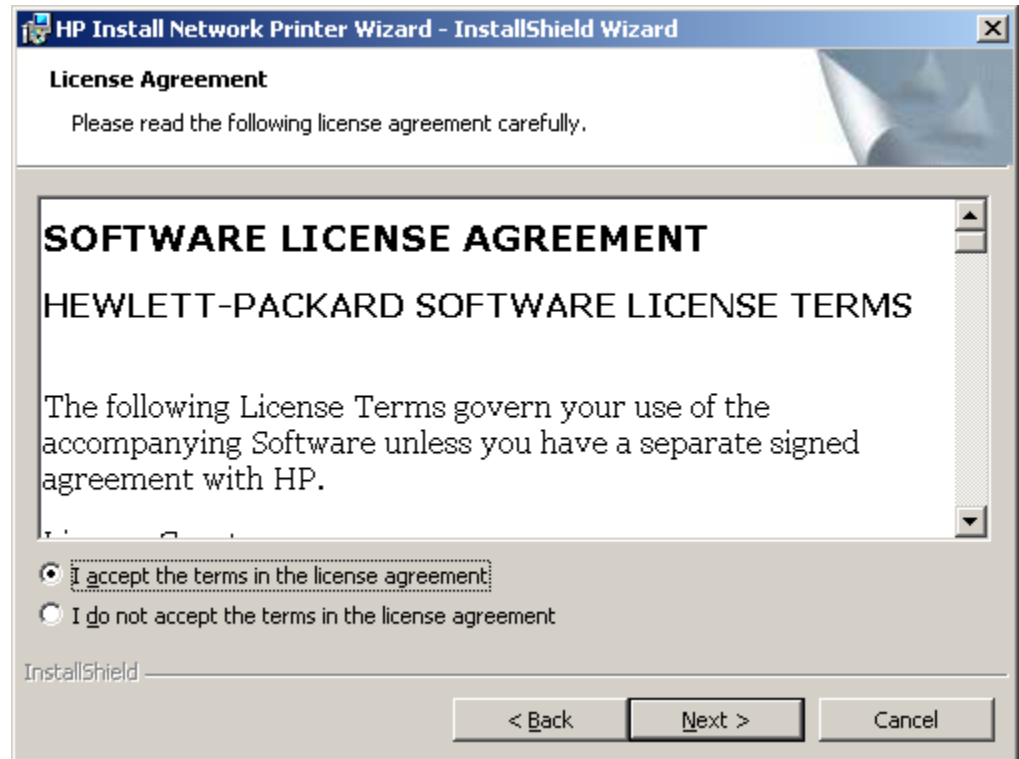 HP Install Network Printer Wizard - InstallShield Wizard
License Agreement
Please read the following license agreement carefully.
SOFTWARE LICENSE AGREEMENT
HEWLETT-PACKARD SOFTWARE LICENSE TERMS
The following License Terms govern your use of the
accompanying Software unless you have a separate signed
agreement with HP.
I accept the terms in the license agreement
I do not accept the terms in the license agreement
InstallShield
< Back
Next >
Cancel